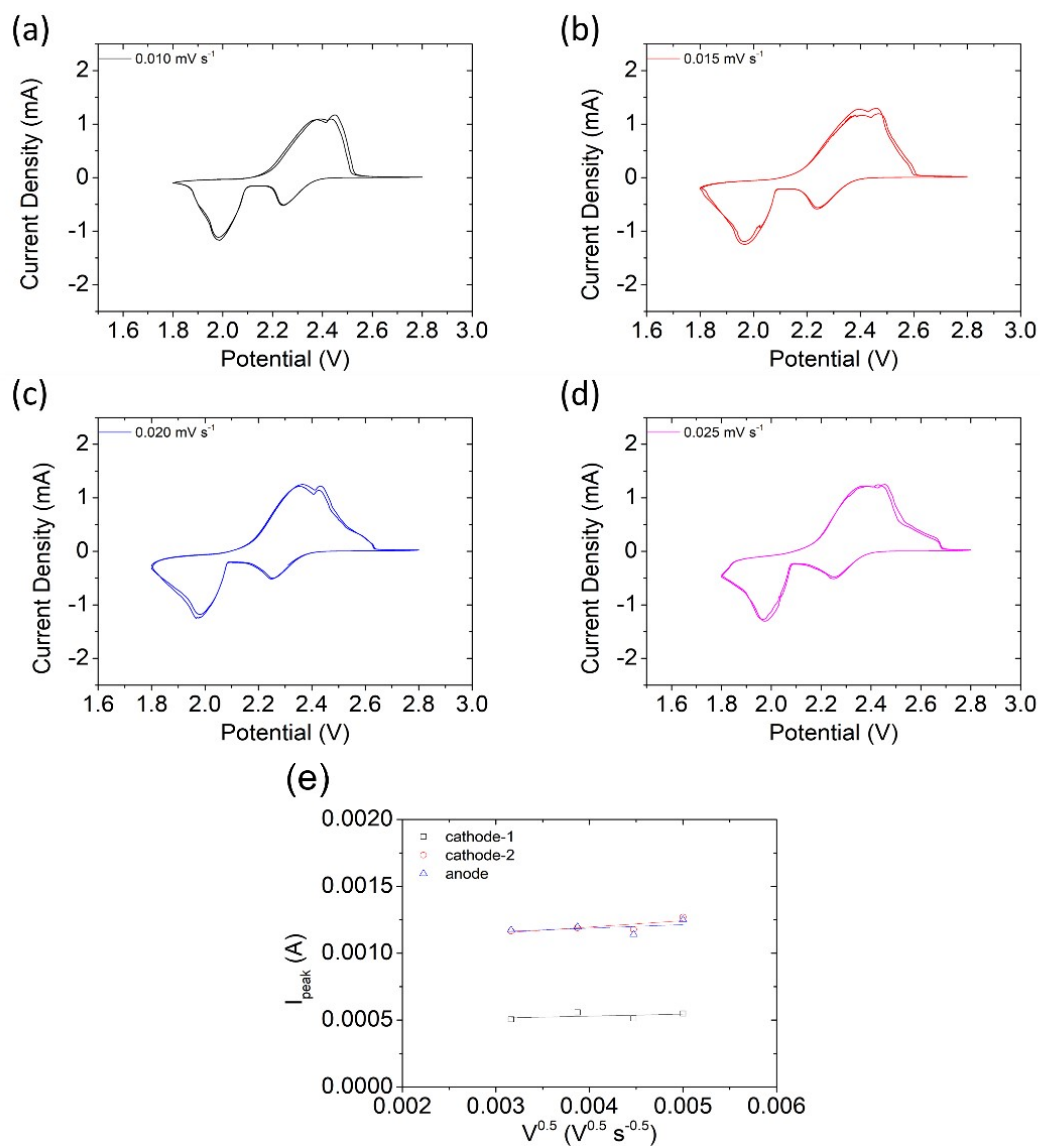 (a)
0.010 mV s⁻¹
Current Density (mA)
2
1
0
-1
-2
1.6 1.8 2.0 2.2 2.4 2.6 2.8 3.0
Potential (V)
(b)
0.015 mV s⁻¹
Current Density (mA)
2
1
0
-1
-2
1.6 1.8 2.0 2.2 2.4 2.6 2.8 3.0
Potential (V)
(c)
0.020 mV s⁻¹
Current Density (mA)
2
1
0
-1
-2
1.6 1.8 2.0 2.2 2.4 2.6 2.8 3.0
Potential (V)
(d)
0.025 mV s⁻¹
Current Density (mA)
2
1
0
-1
-2
1.6 1.8 2.0 2.2 2.4 2.6 2.8 3.0
Potential (V)
(e)
cathode-1
cathode-2
anode
I_peak (A)
0.0020
0.0015
0.0010
0.0005
0.0000
0.002 0.003 0.004 0.005 0.006
V^0.5 (V^0.5 s^-0.5)